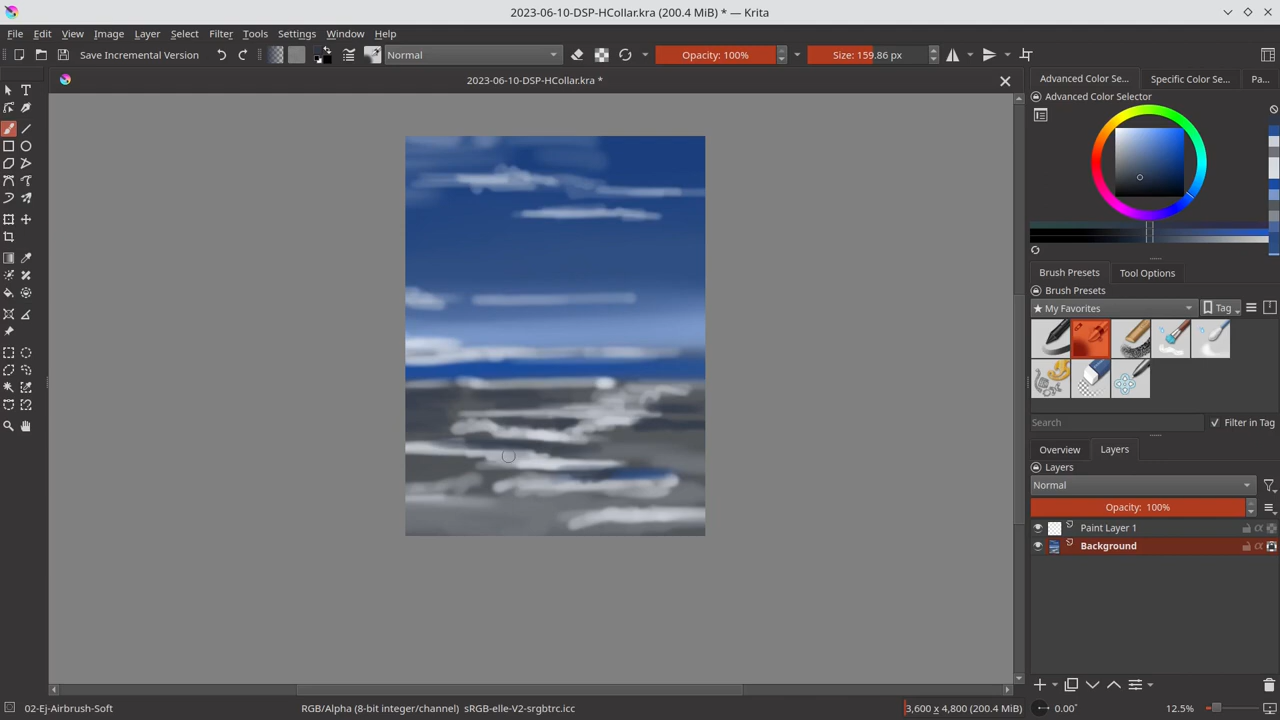 2023-06-10-DSP-HCollar.kra (200.4 MiB) * — Krita
File Edit View Image Layer Select Filter Tools Settings Window Help
Save Incremental Version Normal Opacity: 100% Size: 159.86 px
2023-06-10-DSP-HCollar.kra *
Advanced Color Se... Specific Color Se... Pa...
Advanced Color Selector
Brush Presets Tool Options
Brush Presets
★ My Favorites Tag
Search Filter in Tag
Overview Layers
Layers
Normal
Opacity: 100%
Paint Layer 1
Background
02-Ej-Airbrush-Soft RGB/Alpha (8-bit integer/channel) sRGB-elle-V2-srgbtrc.icc 3,600 x 4,800 (200.4 MiB) 0.00° 12.5%